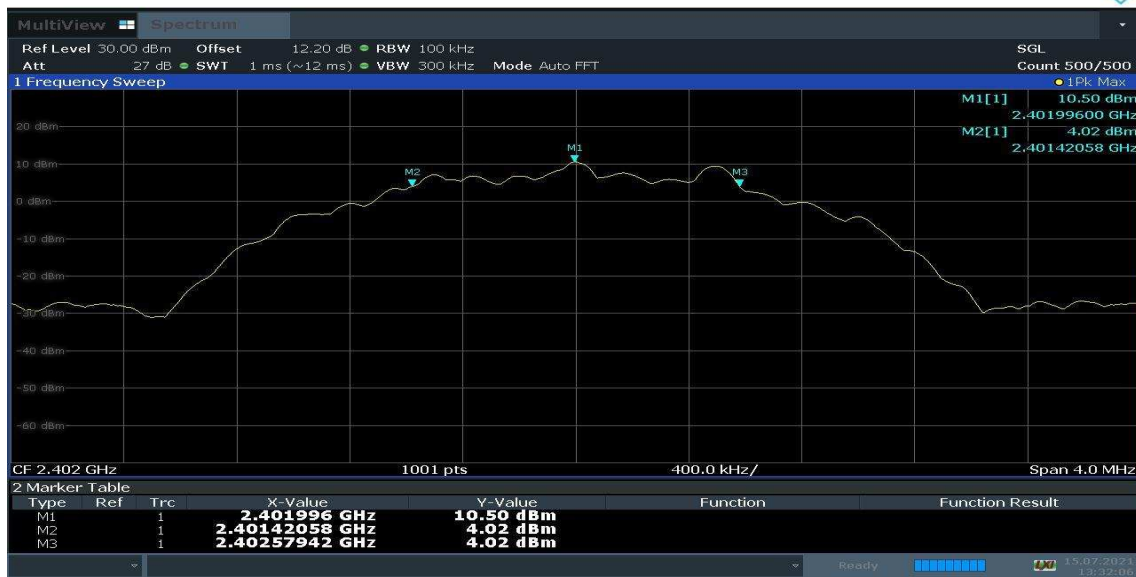 MultiView Spectrum
Ref Level 30.00 dBm Offset 12.20 dB RBW 100 kHz SGL
Att 27 dB SWT 1 ms (~12 ms) VBW 300 kHz Mode Auto FFT Count 500/500
1 Frequency Sweep 1Pk Max
M1[1] 10.50 dBm
2.40199600 GHz
M2[1] 4.02 dBm
2.40142058 GHz
20 dBm
M1
10 dBm
M2
M3
0 dBm
-10 dBm
-20 dBm
-30 dBm
-40 dBm
-50 dBm
-60 dBm
CF 2.402 GHz 1001 pts 400.0 kHz/ Span 4.0 MHz
2 Marker Table
Type Ref Trc X-Value Y-Value Function Function Result
M1 1 2.401996 GHz 10.50 dBm
M2 1 2.40142058 GHz 4.02 dBm
M3 1 2.40257942 GHz 4.02 dBm
Ready 15.07.2021
13:32:06